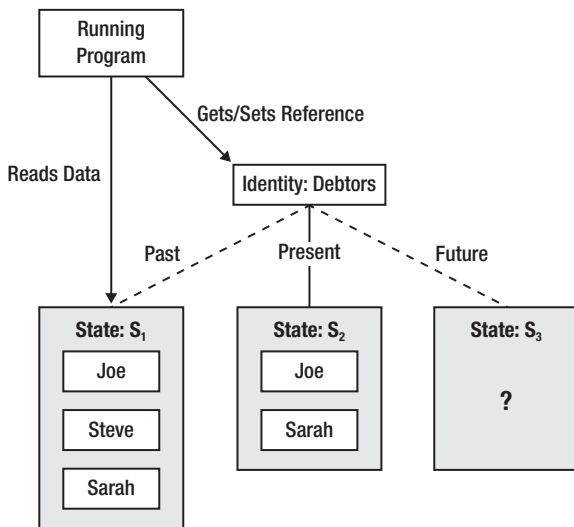 Running
Program
Gets/Sets Reference
Reads Data
Identity: Debtors
Past
Present
Future
State: S₁
State: S₂
State: S₃
Joe
Steve
Sarah
Joe
Sarah
?